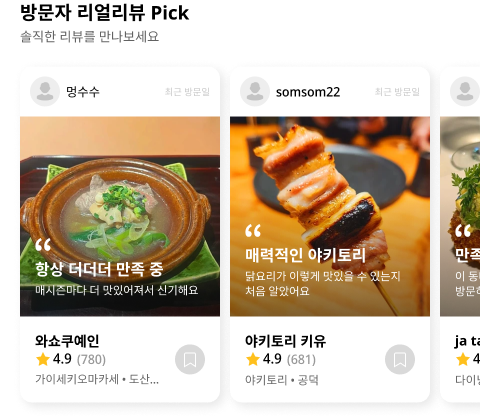 방문자 리얼리뷰 Pick
솔직한 리뷰를 만나보세요
멍수수
최근 방문일
“
항상 더더더 만족 중
매시즌마다 더 맛있어져서 신기해요
와쇼쿠예인
4.9 (780)
가이세키오마카세 • 도산...
somsom22
최근 방문일
“
매력적인 야키토리
닭요리가 이렇게 맛있을 수 있는지
처음 알았어요
야키토리 키유
4.9 (681)
야키토리 • 공덕
“
만족
이 동
방문
ja ta
4
다이닝